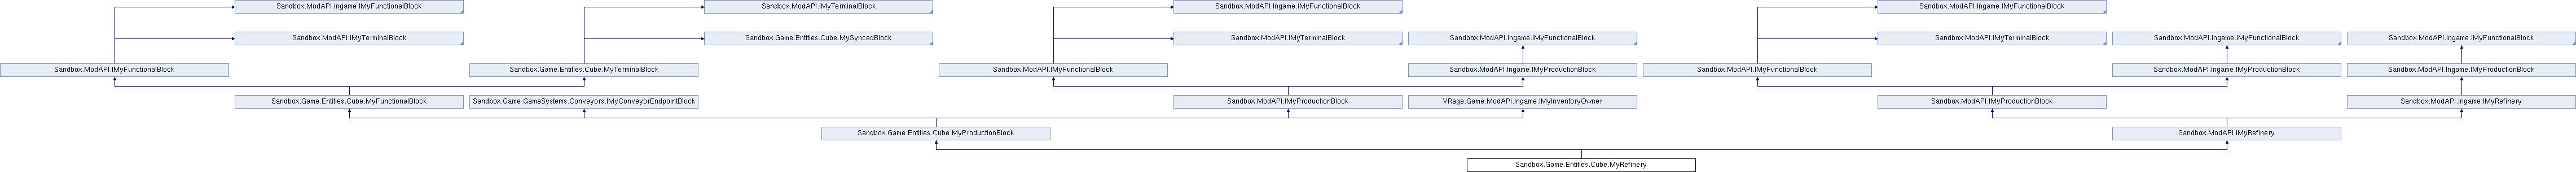 Sandbox.ModAPI.Ingame.IMyFunctionalBlock
Sandbox.ModAPI.IMyTerminalBlock
Sandbox.ModAPI.Ingame.IMyFunctionalBlock
Sandbox.ModAPI.Ingame.IMyFunctionalBlock
Sandbox.ModAPI.IMyTerminalBlock
Sandbox.Game.Entities.Cube.MySyncedBlock
Sandbox.ModAPI.IMyTerminalBlock
Sandbox.ModAPI.Ingame.IMyFunctionalBlock
Sandbox.ModAPI.IMyTerminalBlock
Sandbox.ModAPI.Ingame.IMyFunctionalBlock
Sandbox.ModAPI.Ingame.IMyFunctionalBlock
Sandbox.ModAPI.IMyFunctionalBlock
Sandbox.Game.Entities.Cube.MyTerminalBlock
Sandbox.ModAPI.IMyFunctionalBlock
Sandbox.ModAPI.Ingame.IMyProductionBlock
Sandbox.ModAPI.IMyFunctionalBlock
Sandbox.ModAPI.Ingame.IMyProductionBlock
Sandbox.ModAPI.Ingame.IMyProductionBlock
Sandbox.Game.Entities.Cube.MyFunctionalBlock
Sandbox.Game.GameSystems.Conveyors.IMyConveyorEndpointBlock
Sandbox.ModAPI.IMyProductionBlock
VRage.Game.ModAPI.Ingame.IMyInventoryOwner
Sandbox.ModAPI.IMyProductionBlock
Sandbox.ModAPI.Ingame.IMyRefinery
Sandbox.Game.Entities.Cube.MyProductionBlock
Sandbox.ModAPI.IMyRefinery
Sandbox.Game.Entities.Cube.MyRefinery